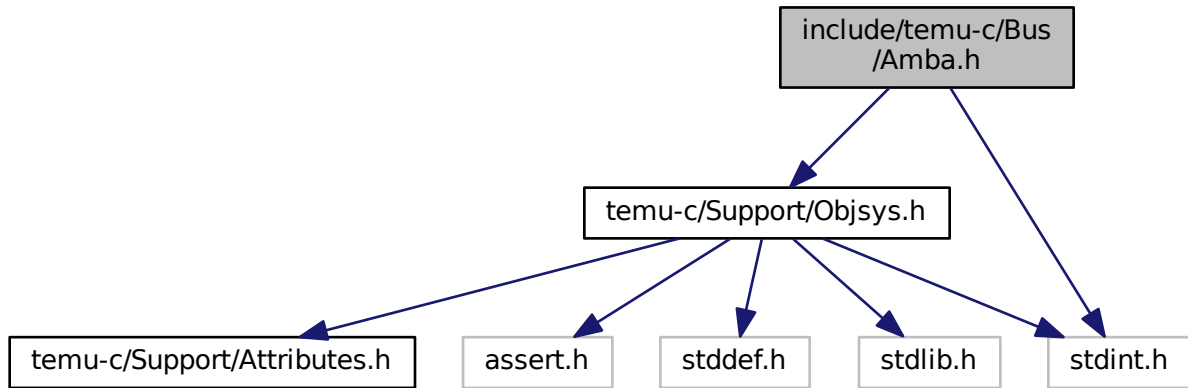 include/temu-c/Bus
/Amba.h
temu-c/Support/Objsys.h
temu-c/Support/Attributes.h
assert.h
stddef.h
stdlib.h
stdint.h